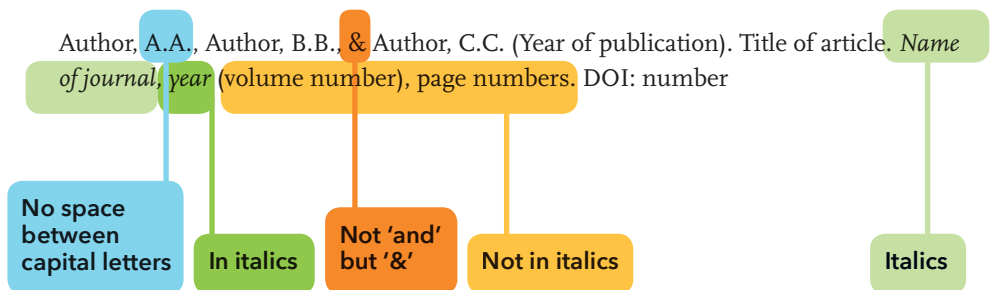 Author, A.A., Author, B.B., & Author, C.C. (Year of publication). Title of article. Name
of journal, year (volume number), page numbers. DOI: number
No space
between
capital letters
In italics
Not 'and'
but '&'
Not in italics
Italics